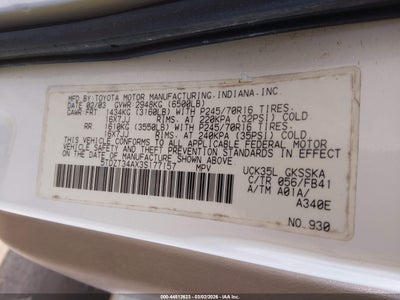 MFD.BY:TOYOTA MOTOR MANUFACTURING,INDIANA.INC.
DATE 02/03 GVWR 2948KG (6500LB)
GAWR FRT 1434KG (3160LB) WITH P245/70R16 TIRES.
16X7JJ RIMS. AT 220KPA (32PSI) COLD
RR 1610KG (3550LB) WITH P245/70R16 TIRES.
16X7JJ RIMS. AT 240KPA (35PSI) COLD
THIS VEHICLE CONFORMS TO ALL APPLICABLE FEDERAL MOTOR
VEHICLE SAFETY AND THEFT PREVENTION STANDARDS IN EFFECT ON THE
DATE OF MANUFACTURE SHOWN ABOVE.
5TDZT34AX3S177157 MPV
UCK35L GKSSKA
C/TR 056/FB41
A/TM A01A/
A340E
NO. 930
© 000-44613623 - 03/02/2026 - IAA Inc.